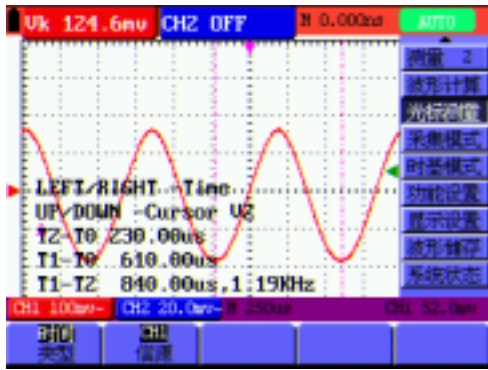 Vk 124.6mv CH2 OFF M 0.000ns AUTO
测量 2
波形计算
光标测量
采集模式
时基模式
功能设置
显示设置
波形储存
系统状态
LEFT/RIGHT -Time
UP/DOWN -Cursor V2
T2-T0 230.00us
T1-T0 610.00us
T1-T2 840.00us,1.19KHz
CH1 100mv~ CH2 20.0mv~ M 250us CH1 52.0mv
时间 CH1
类型 信源